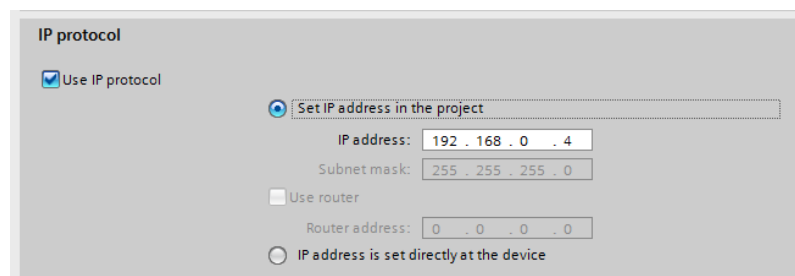 IP protocol
Use IP protocol
Set IP address in the project
IP address: 192 . 168 . 0 . 4
Subnet mask: 255 . 255 . 255 . 0
Use router
Router address: 0 . 0 . 0 . 0
IP address is set directly at the device